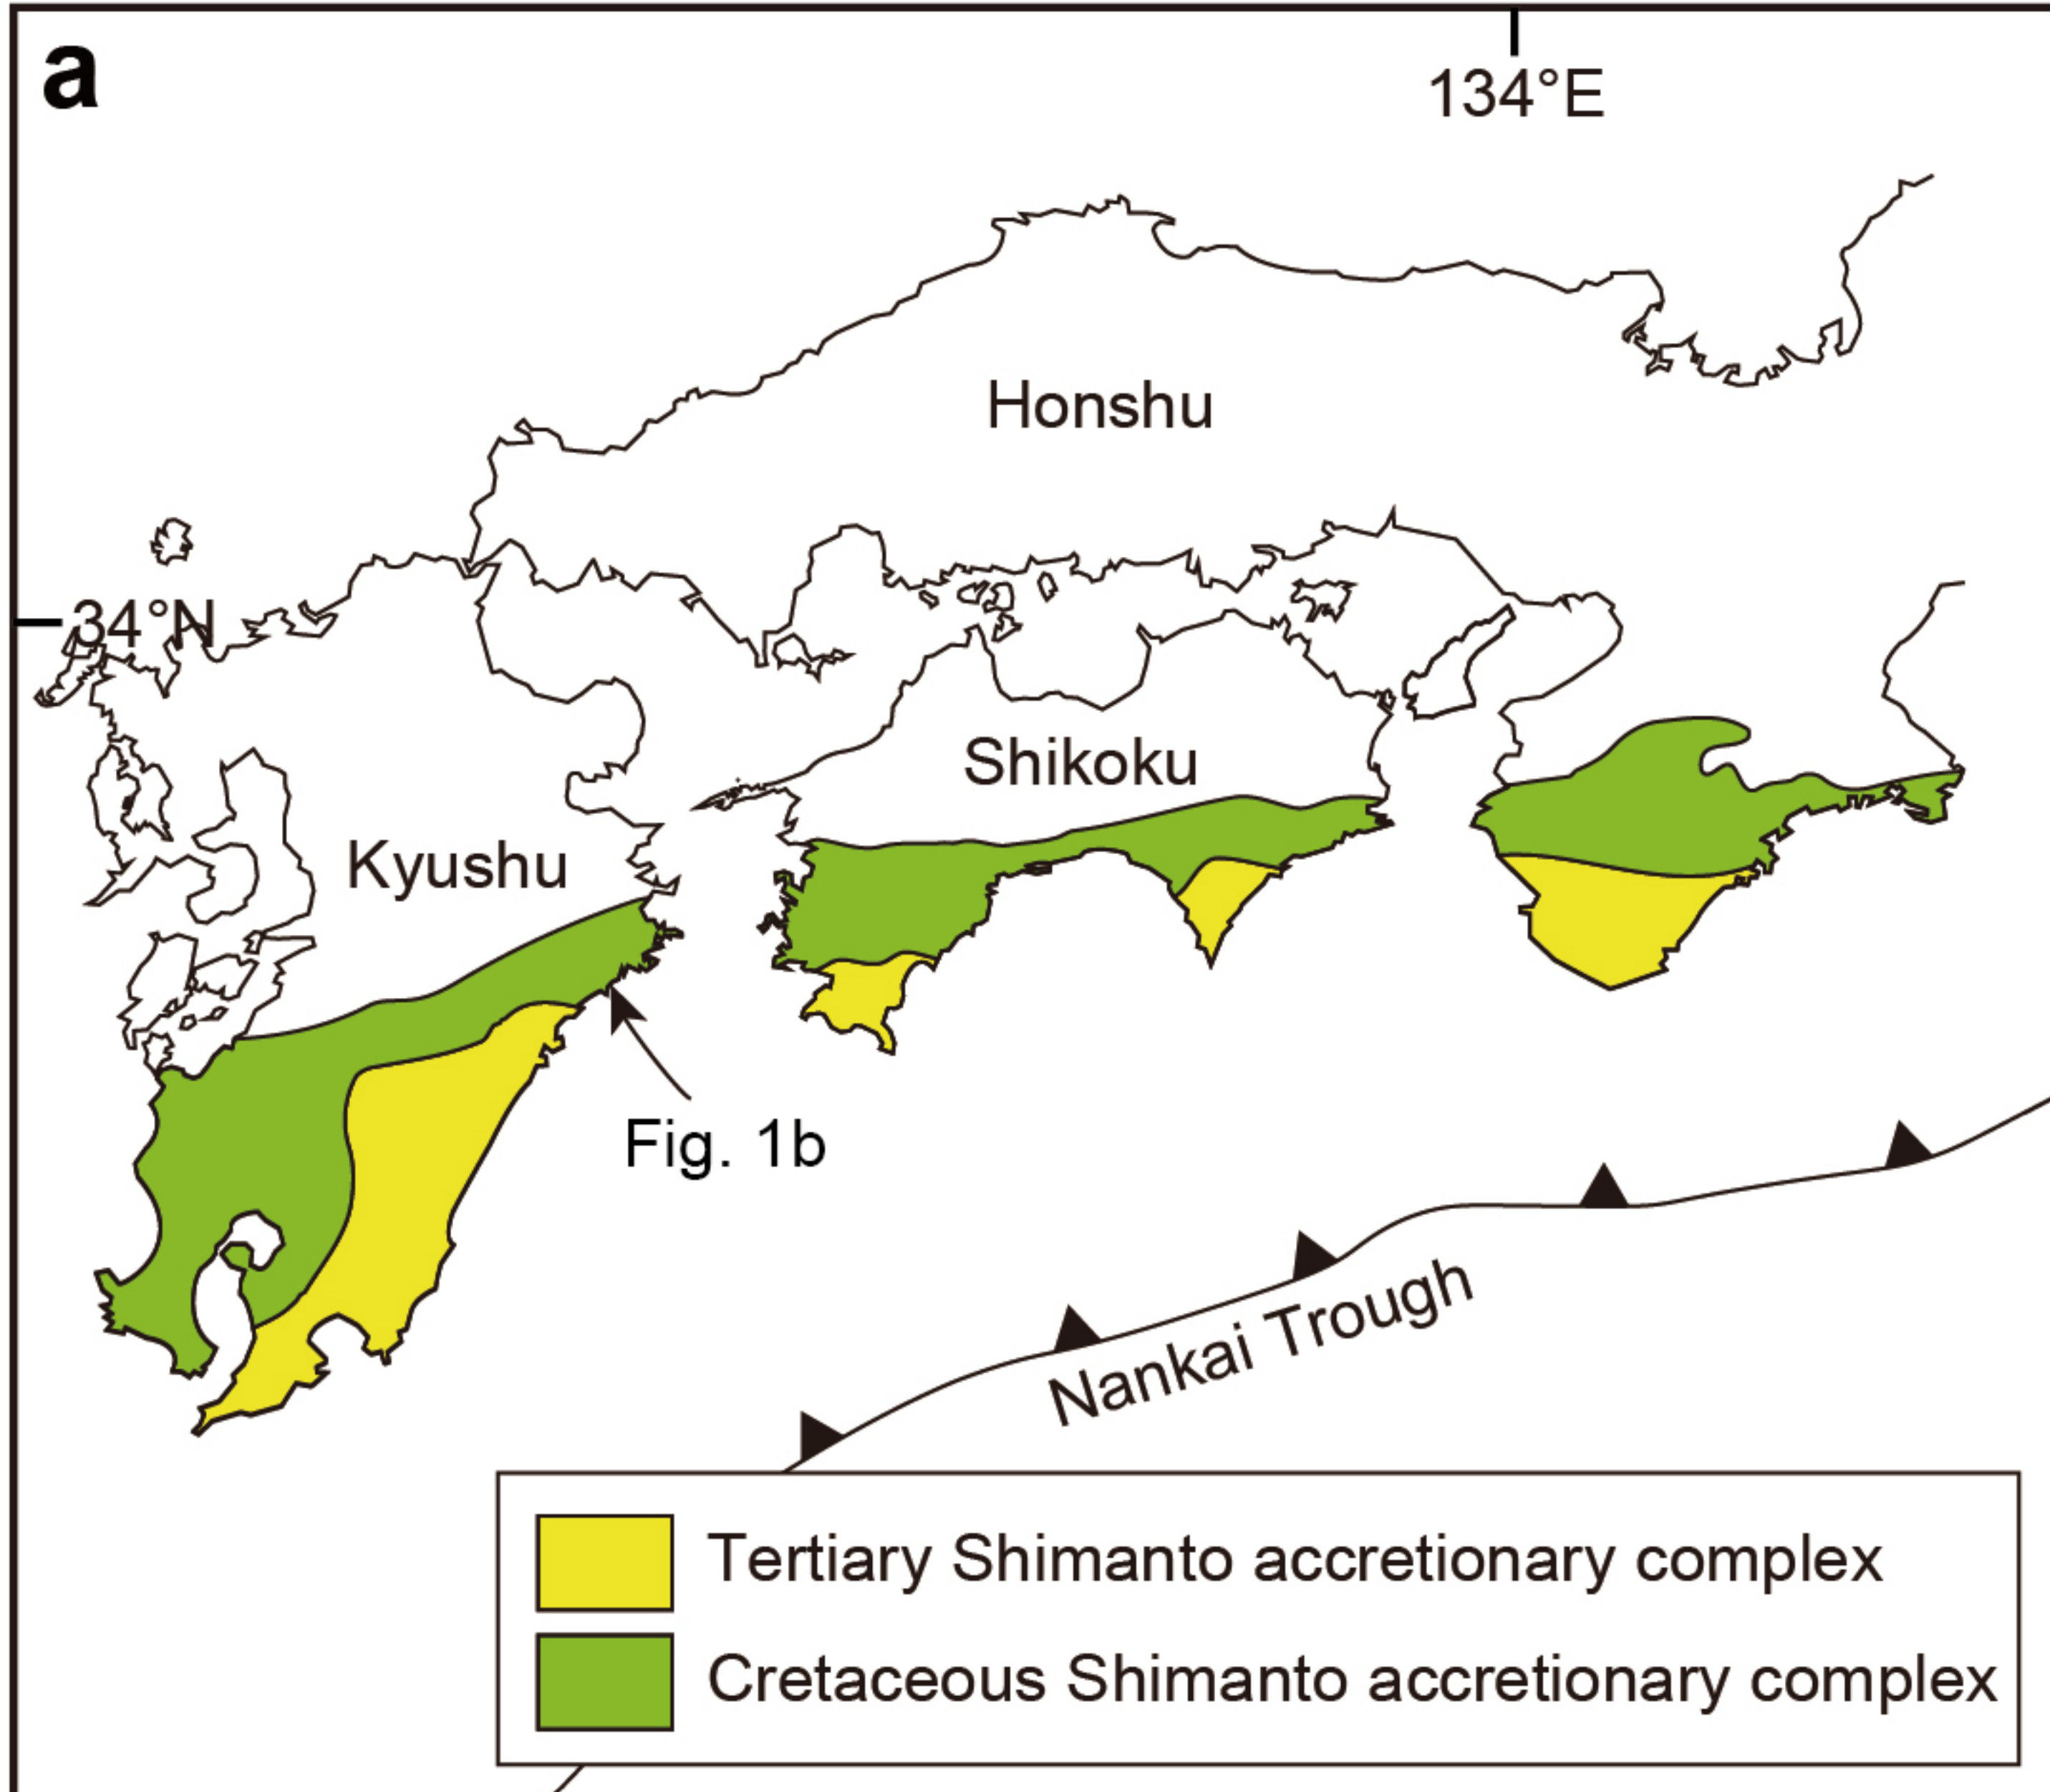 a
134°E
Honshu
34°N
Shikoku
Kyushu
Fig. 1b
Nankai Trough
Tertiary Shimanto accretionary complex
Cretaceous Shimanto accretionary complex